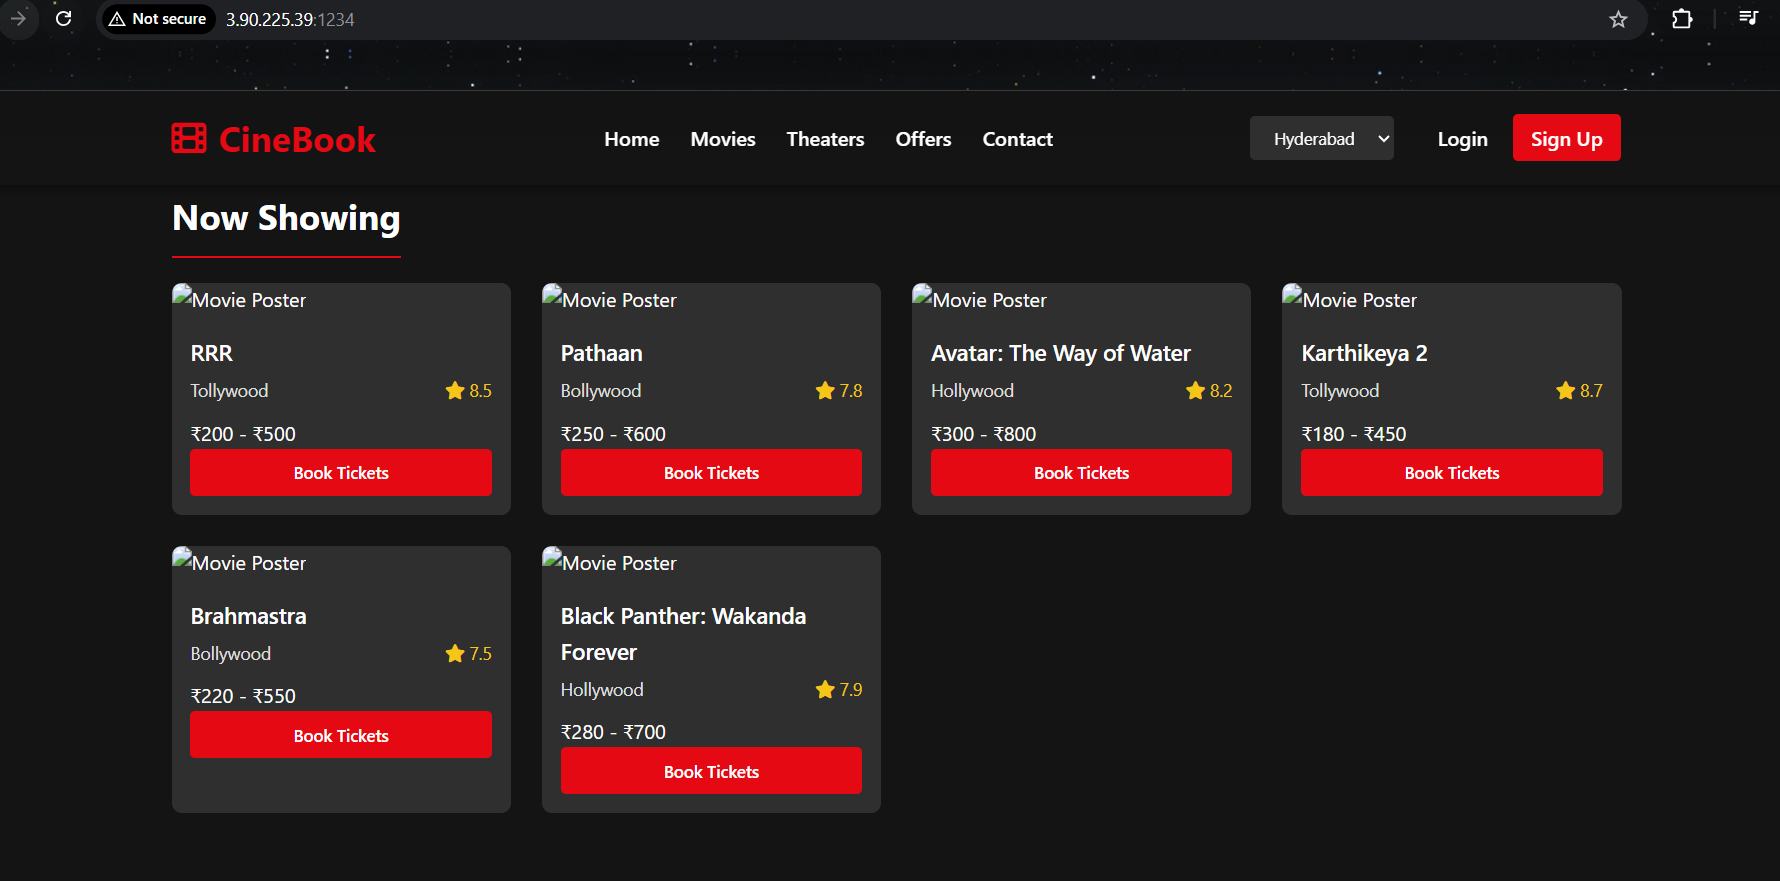 Not secure 3.90.225.39:1234
CineBook Home Movies Theaters Offers Contact Hyderabad Login Sign Up
Now Showing
Movie Poster Movie Poster Movie Poster Movie Poster
RRR Pathaan Avatar: The Way of Water Karthikeya 2
Tollywood 8.5 Bollywood 7.8 Hollywood 8.2 Tollywood 8.7
₹200 - ₹500 ₹250 - ₹600 ₹300 - ₹800 ₹180 - ₹450
Book Tickets Book Tickets Book Tickets Book Tickets
Movie Poster Movie Poster
Brahmastra Black Panther: Wakanda
Forever
Bollywood 7.5
Hollywood 7.9
₹220 - ₹550
₹280 - ₹700
Book Tickets
Book Tickets